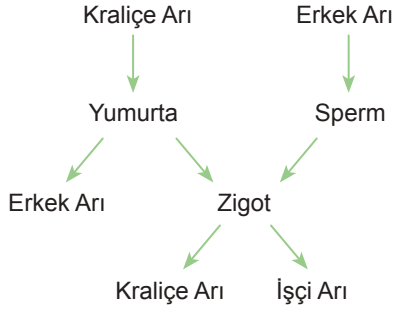 Kraliçe Arı
Erkek Arı
Yumurta
Sperm
Erkek Arı
Zigot
Kraliçe Arı
İşçi Arı